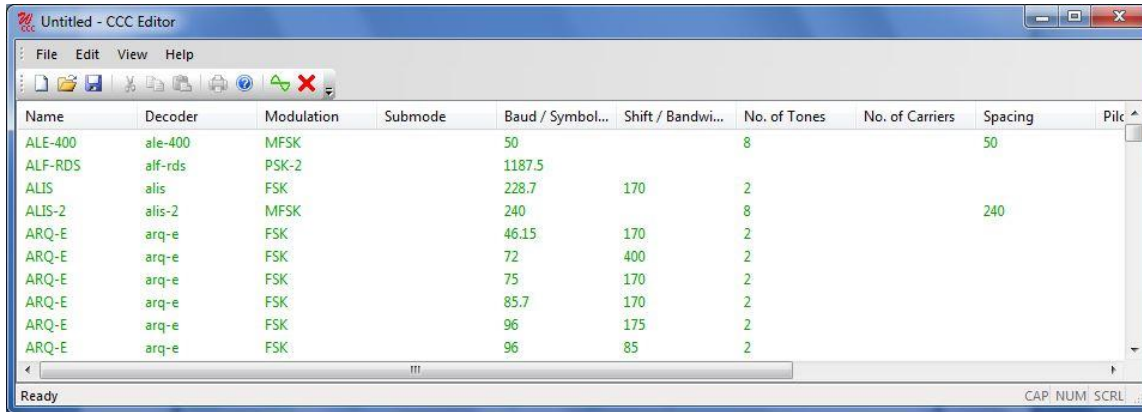 Untitled - CCC Editor
File Edit View Help
Name Decoder Modulation Submode Baud / Symbol... Shift / Bandwi... No. of Tones No. of Carriers Spacing Pilc
ALE-400 ale-400 MFSK 50 8 50
ALF-RDS alf-rds PSK-2 1187.5
ALIS alis FSK 228.7 170 2
ALIS-2 alis-2 MFSK 240 8 240
ARQ-E arq-e FSK 46.15 170 2
ARQ-E arq-e FSK 72 400 2
ARQ-E arq-e FSK 75 170 2
ARQ-E arq-e FSK 85.7 170 2
ARQ-E arq-e FSK 96 175 2
ARQ-E arq-e FSK 96 85 2
Ready CAP NUM SCRL